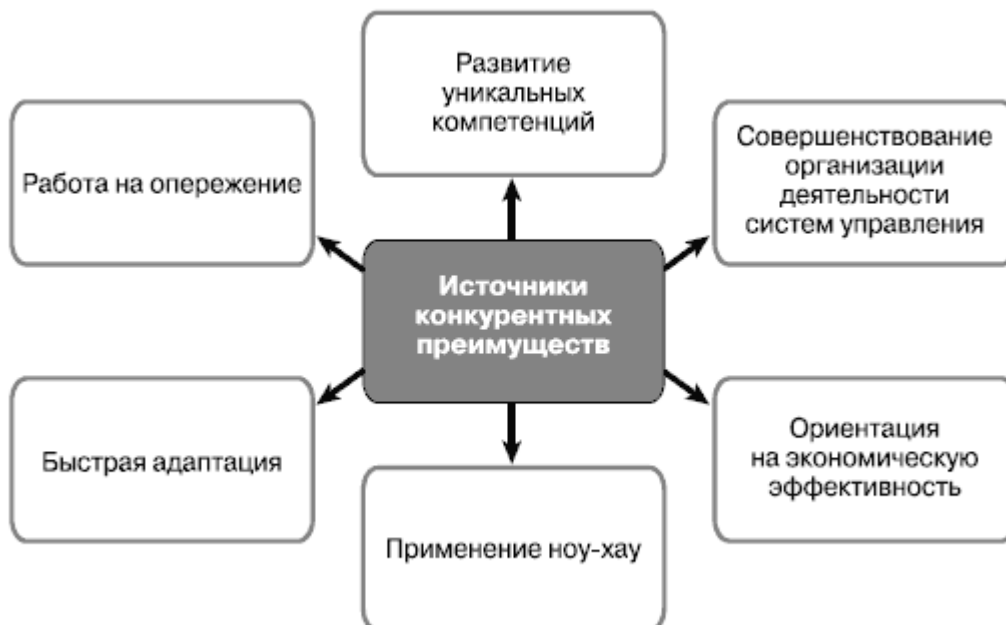 Развитие
уникальных
компетенций
Работа на опережение
Совершенствование
организации
деятельности
систем управления
Источники
конкурентных
преимуществ
Быстрая адаптация
Ориентация
на экономическую
эффективность
Применение ноу-хау